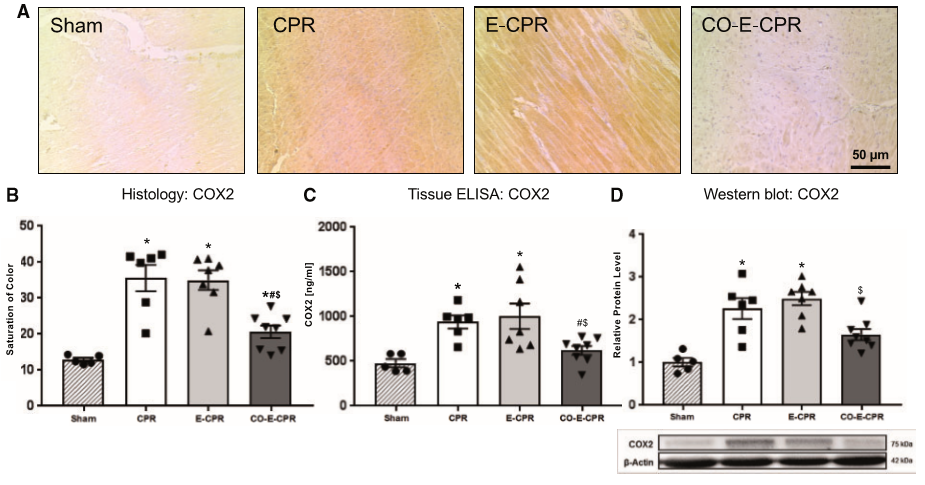 A
Sham
CPR
E-CPR
CO-E-CPR
50 µm
B
Histology: COX2
Saturation of Color
50
40
30
20
10
0
*
*
*#$
Sham
CPR
E-CPR
CO-E-CPR
C
Tissue ELISA: COX2
COX2 [ng/ml]
2000
1500
1000
500
0
*
*
#$
Sham
CPR
E-CPR
CO-E-CPR
D
Western blot: COX2
Relative Protein Level
4
3
2
1
0
*
*
$
Sham
CPR
E-CPR
CO-E-CPR
COX2
75 kDa
β-Actin
42 kDa